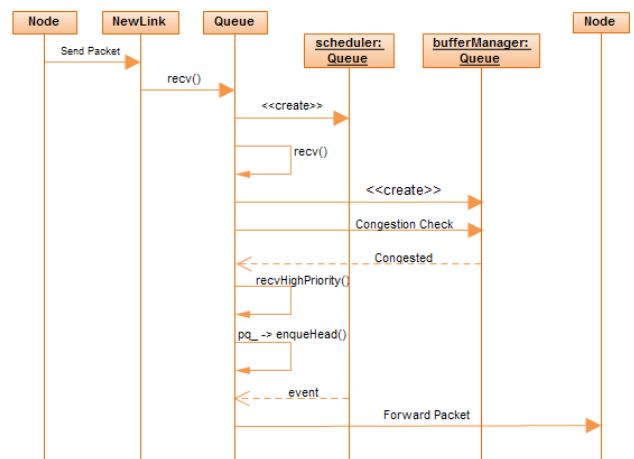 Node
NewLink
Queue
Node
scheduler:
Queue
bufferManager:
Queue
Send Packet
recv()
<<create>>
recv()
<<create>>
Congestion Check
Congested
recvHighPriority()
pq_ -> enqueHead()
event
Forward Packet